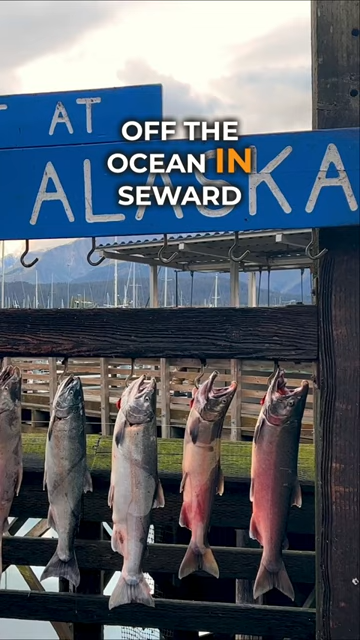 T AT
ALASKA
OFF THE
OCEAN IN
SEWARD